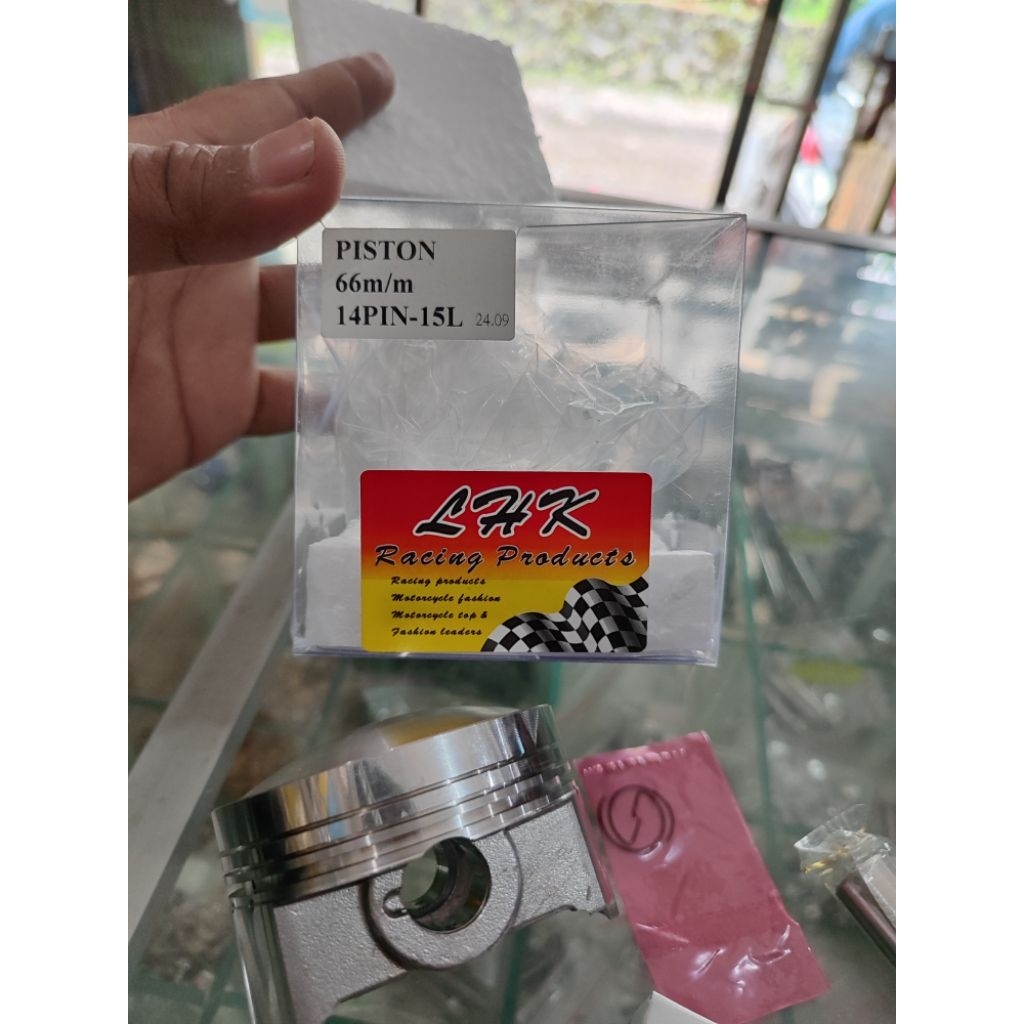 PISTON
66m/m
14PIN-15L 24.09
LHK
Racing Products
Racing products
Motorcycle fashion
Motorcycle top &
Fashion leaders